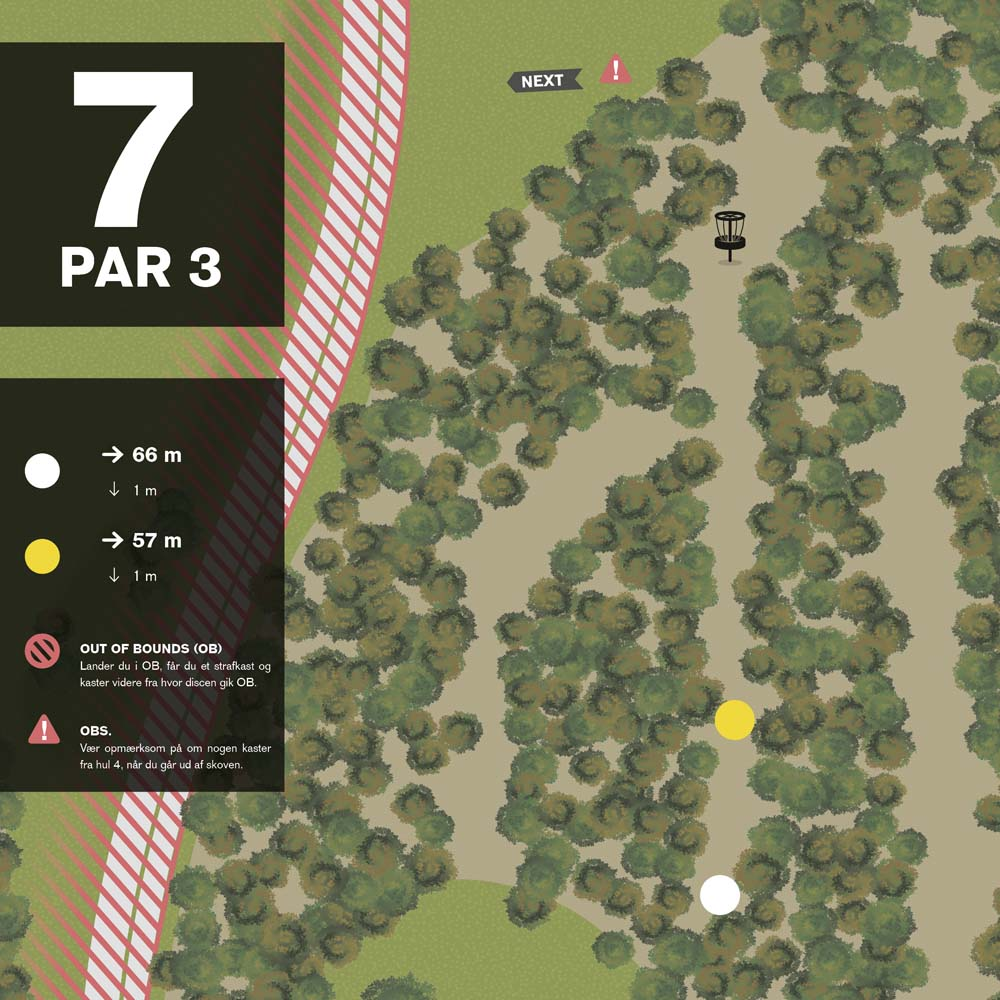 7
PAR 3
NEXT
!
→ 66 m
↓ 1 m
→ 57 m
↓ 1 m
OUT OF BOUNDS (OB)
Lander du i OB, får du et strafkast og
kaster videre fra hvor discen gik OB.
!
OBS.
Vær opmærksom på om nogen kaster
fra hul 4, når du går ud af skoven.